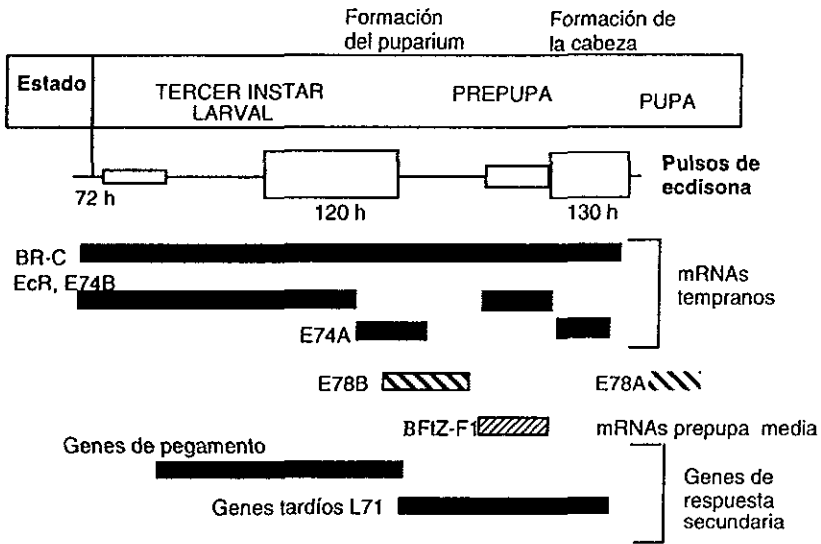 Formación
del puparium
Formación de
la cabeza
Estado
TERCER INSTAR
LARVAL
PREPUPA
PUPA
Pulsos de
ecdisona
72 h
120 h
130 h
BR-C
EcR, E74B
mRNAs
tempranos
E74A
E78B
E78A
BFtZ-F1
mRNAs prepupa media
Genes de pegamento
Genes tardíos L71
Genes de
respuesta
secundaria